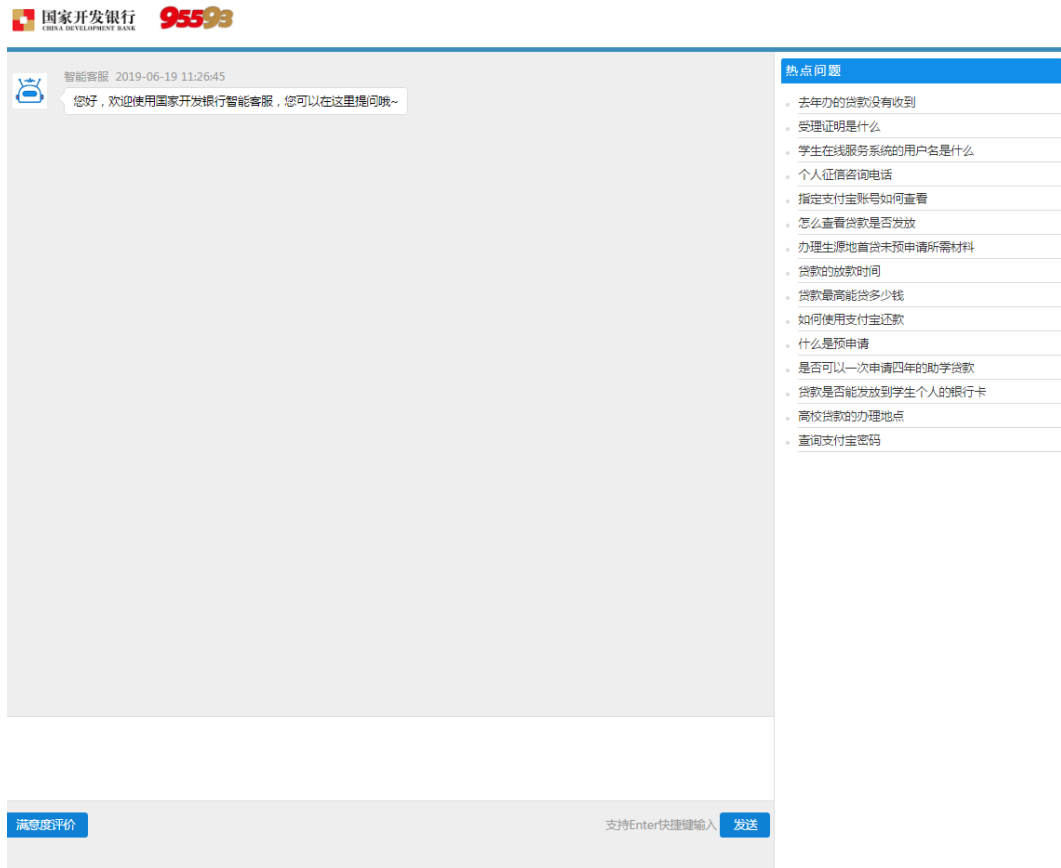 国家开发银行
CHINA DEVELOPMENT BANK
95593
智能客服 2019-06-19 11:26:45
您好，欢迎使用国家开发银行智能客服，您可以在这里提问哦~
热点问题
去年办的贷款没有收到
受理证明是什么
学生在线服务系统的用户名是什么
个人征信咨询电话
指定支付宝账号如何查看
怎么查看贷款是否发放
办理生源地首贷未预申请所需材料
贷款的放款时间
贷款最高能贷多少钱
如何使用支付宝还款
什么是预申请
是否可以一次申请四年的助学贷款
贷款是否能发放到学生个人的银行卡
高校贷款的办理地点
查询支付宝密码
满意度评价
支持Enter快捷键输入
发送